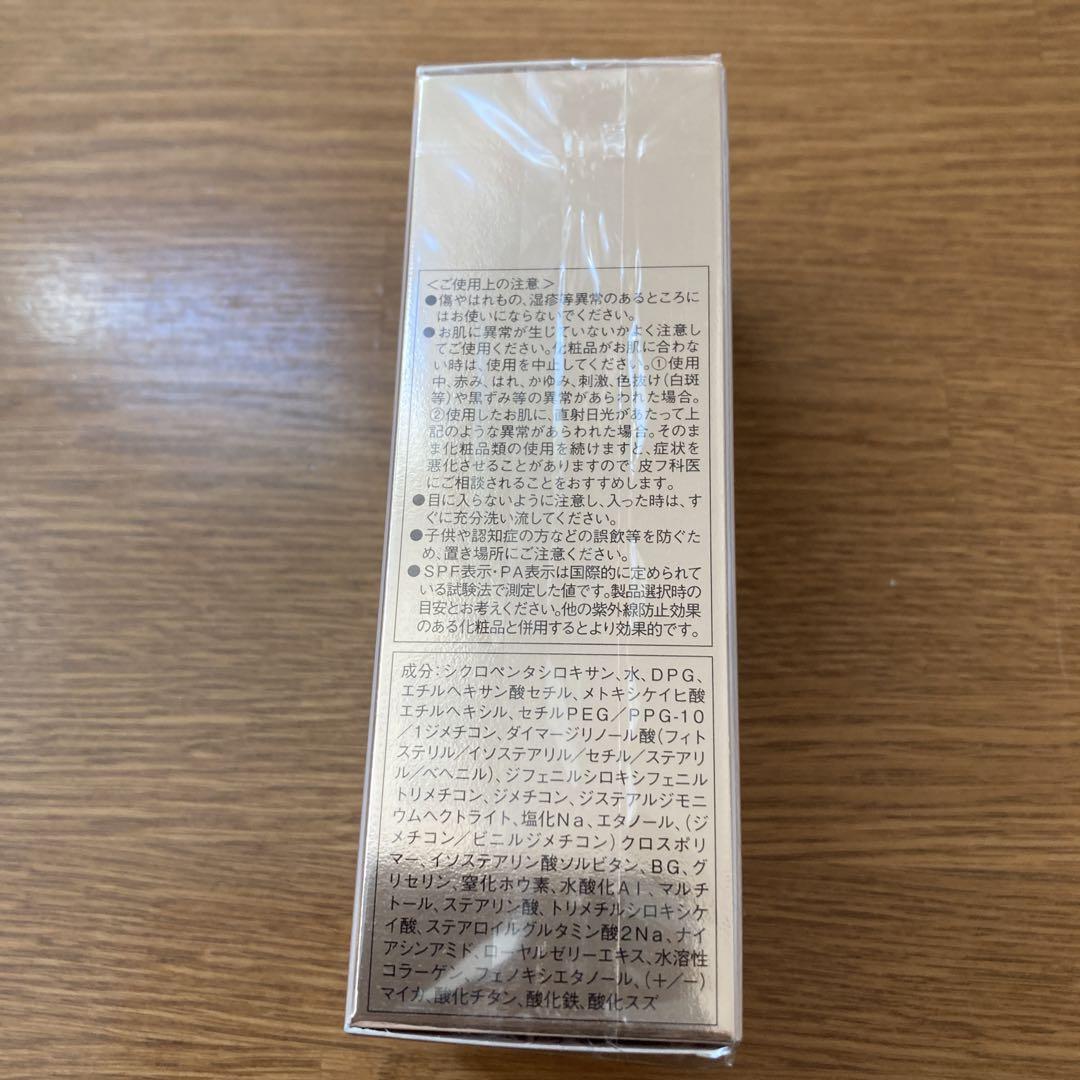 ＜ご使用上の注意＞
●傷やはれもの、湿疹等異常のあるところに
はお使いにならないでください。
●お肌に異常が生じていないかよく注意し
てご使用ください。化粧品がお肌に合わな
い時は、使用を中止してください。①使用
中、赤み、はれ、かゆみ、刺激、色抜け（白斑
等）や黒ずみ等の異常があらわれた場合。
②使用したお肌に、直射日光があたって上
記のような異常があらわれた場合。そのま
ま化粧品類の使用を続けますと、症状を
悪化させることがありますので、皮フ科医
にご相談されることをおすすめします。
●目に入らないように注意し、入った時は、す
ぐに充分洗い流してください。
●子供や認知症の方などの誤飲等を防ぐた
め、置き場所にご注意ください。
●SPF表示・PA表示は国際的に定められて
いる試験法で測定した値です。製品選択時の
目安とお考えください。他の紫外線防止効果
のある化粧品と併用するとより効果的です。
成分：シクロペンタシロキサン、水、DPG、
エチルヘキサン酸セチル、メトキシケイヒ酸
エチルヘキシル、セチルPEG／PPG-10
／1ジメチコン、ダイマージリノール酸（フィト
ステリル／イソステアリル／セチル／ステアリ
ル／ベヘニル）、ジフェニルシロキシフェニル
トリメチコン、ジメチコン、ジステアルジモニ
ウムヘクトライト、塩化Na、エタノール、（ジ
メチコン／ビニルジメチコン）クロスポリ
マー、イソステアリン酸ソルビタン、BG、グ
リセリン、窒化ホウ素、水酸化Al、マルチ
トール、ステアリン酸、トリメチルシロキシケ
イ酸、ステアロイルグルタミン酸2Na、ナイ
アシンアミド、ローヤルゼリーエキス、水溶性
コラーゲン、フェノキシエタノール、（＋／－）
マイカ、酸化チタン、酸化鉄、酸化スズ